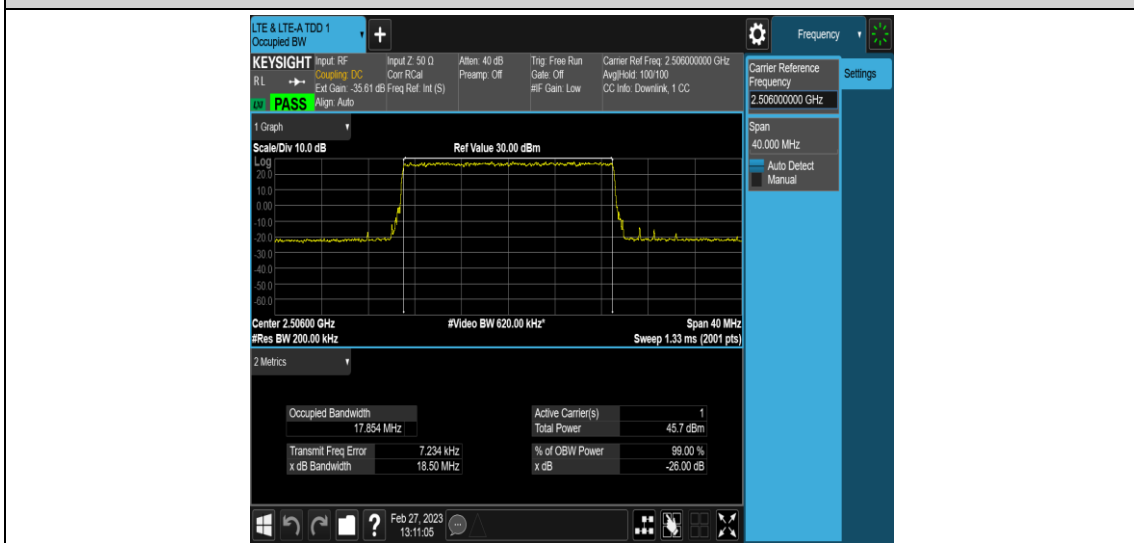 LTE & LTE-A TDD 1
Occupied BW
+
Frequency
KEYSIGHT
RL
PASS
Input: RF
Coupling: DC
Ext Gain: -35.61 dB
Align: Auto
Input Z: 50 Ω
Corr RCal
Freq Ref: Int (S)
Atten: 40 dB
Preamp: Off
Trig: Free Run
Gate: Off
#IF Gain: Low
Carrier Ref Freq: 2.506000000 GHz
Avg|Hold: 100/100
CC Info: Downlink, 1 CC
Carrier Reference
Frequency
2.506000000 GHz
Settings
Span
40.000 MHz
Auto Detect
Manual
1 Graph
Scale/Div 10.0 dB
Ref Value 30.00 dBm
Log
20.0
10.0
0.00
-10.0
-20.0
-30.0
-40.0
-50.0
-60.0
Center 2.50600 GHz
#Video BW 620.00 kHz*
Span 40 MHz
#Res BW 200.00 kHz
Sweep 1.33 ms (2001 pts)
2 Metrics
Occupied Bandwidth
17.854 MHz
Active Carrier(s) 1
Total Power 45.7 dBm
Transmit Freq Error 7.234 kHz
x dB Bandwidth 18.50 MHz
% of OBW Power 99.00 %
x dB -26.00 dB
?
Feb 27, 2023
13:11:05